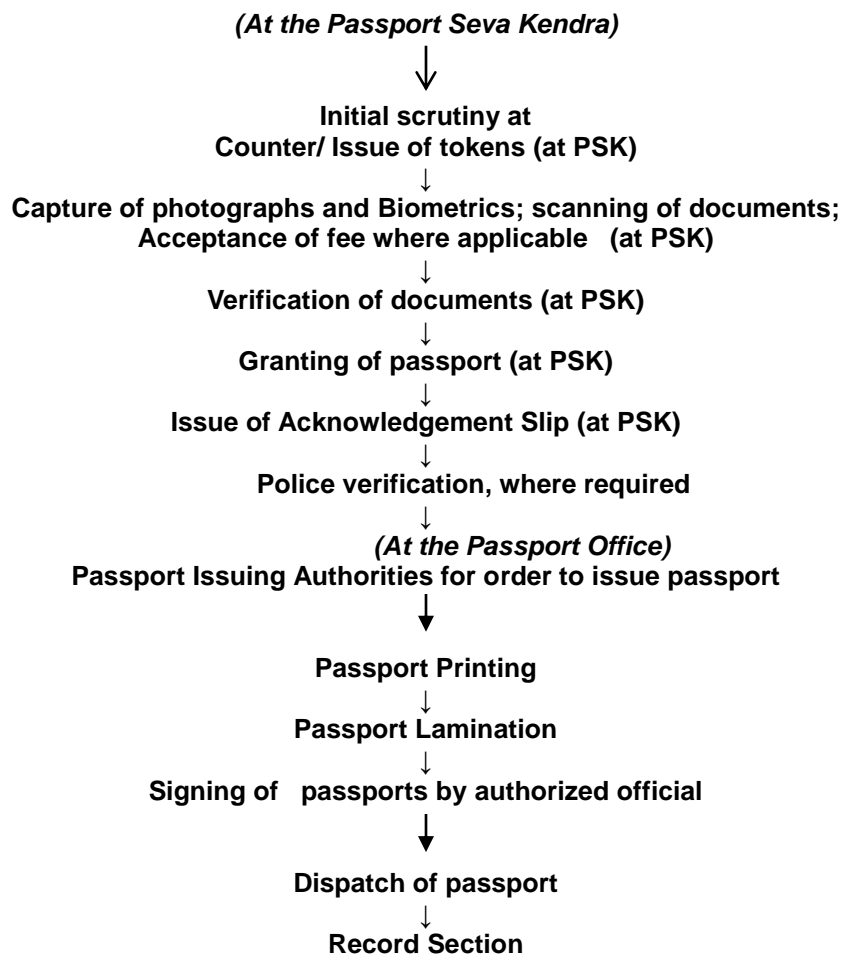 (At the Passport Seva Kendra)
↓
Initial scrutiny at
Counter/ Issue of tokens (at PSK)
↓
Capture of photographs and Biometrics; scanning of documents;
Acceptance of fee where applicable (at PSK)
↓
Verification of documents (at PSK)
↓
Granting of passport (at PSK)
↓
Issue of Acknowledgement Slip (at PSK)
↓
Police verification, where required
↓
(At the Passport Office)
Passport Issuing Authorities for order to issue passport
↓
Passport Printing
↓
Passport Lamination
↓
Signing of passports by authorized official
↓
Dispatch of passport
↓
Record Section